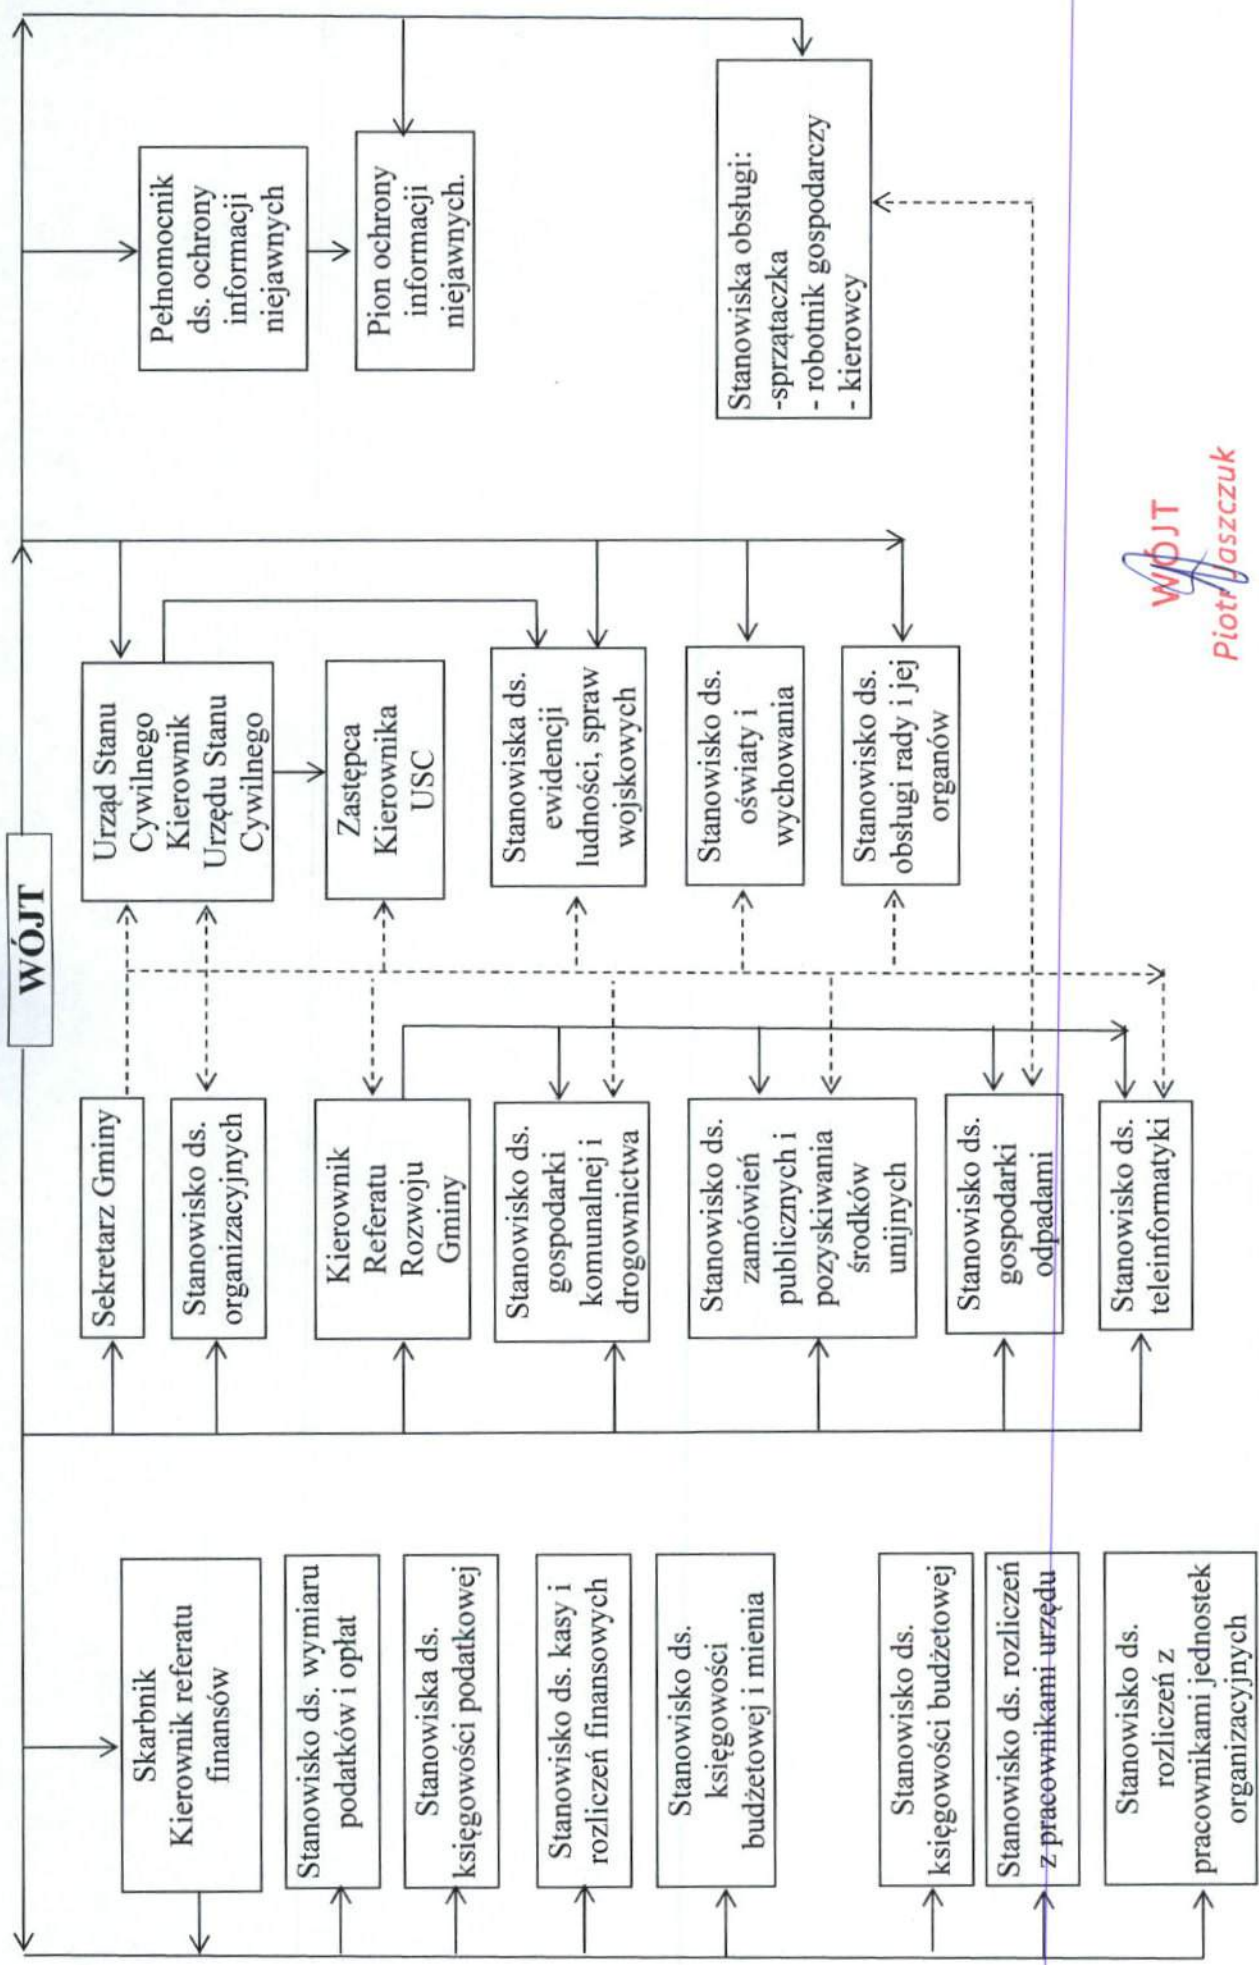 WÓJT
Skarbnik
Kierownik referatu
finansów
Stanowisko ds. wymiaru
podatków i opłat
Stanowiska ds.
księgowości podatkowej
Stanowisko ds. kasy i
rozliczeń finansowych
Stanowisko ds.
księgowości
budżetowej i mienia
Stanowisko ds.
księgowości budżetowej
Stanowisko ds. rozliczeń
z pracownikami urzędu
Stanowisko ds.
rozliczeń z
pracownikami jednostek
organizacyjnych
Sekretarz Gminy
Stanowisko ds.
organizacyjnych
Kierownik
Referatu
Rozwoju
Gminy
Stanowisko ds.
gospodarki
komunalnej i
drogownictwa
Stanowisko ds.
zamówień
publicznych i
pozyskiwania
środków
unijnych
Stanowisko ds.
gospodarki
odpadami
Stanowisko ds.
teleinformatyki
Urząd Stanu
Cywilnego
Kierownik
Urzędu Stanu
Cywilnego
Zastępca
Kierownika
USC
Stanowiska ds.
ewidencji
ludności, spraw
wojskowych
Stanowisko ds.
oświaty i
wychowania
Stanowisko ds.
obsługi rady i jej
organów
Pełnomocnik
ds. ochrony
informacji
niejawnych
Pion ochrony
informacji
niejawnych.
Stanowiska obsługi:
-sprzątaczka
- robotnik gospodarczy
- kierowcy
WÓJT
Piotr Jaszczuk